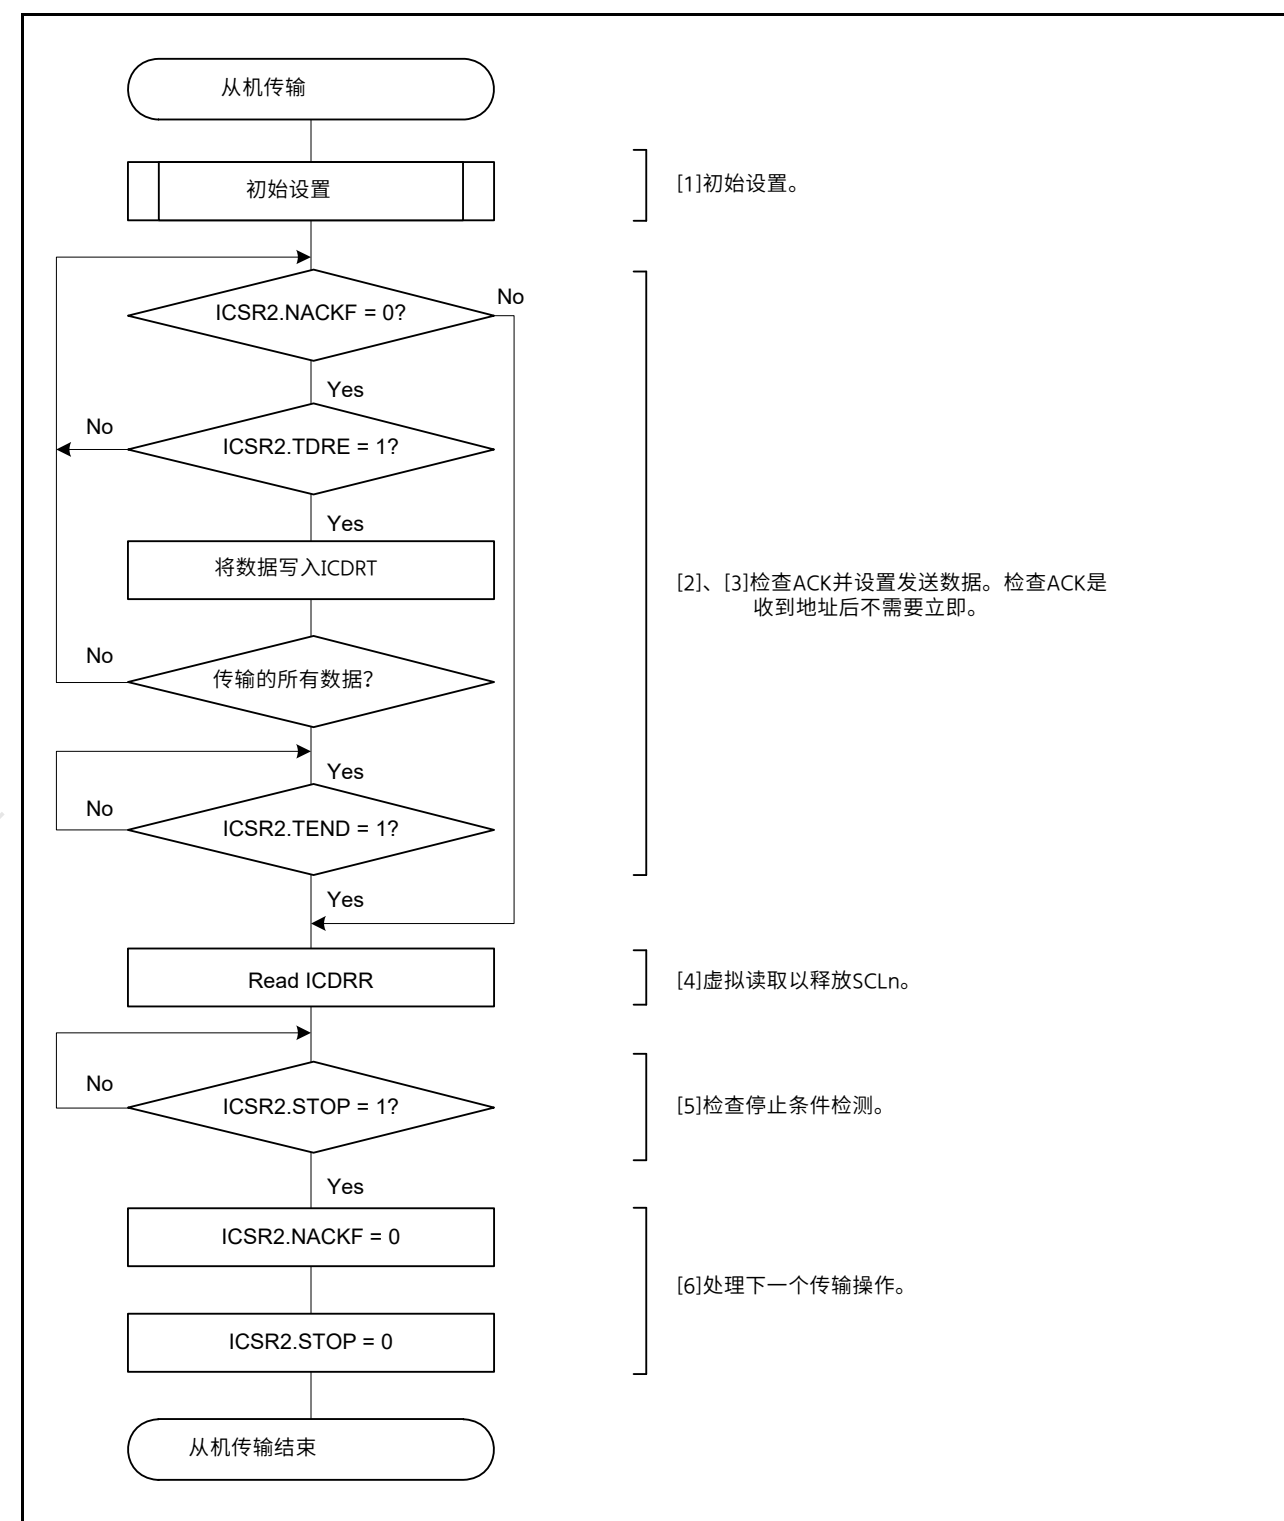 从机传输
初始设置
[1]初始设置。
ICSR2.NACKF = 0?
No
Yes
No
ICSR2.TDRE = 1?
Yes
将数据写入ICDRT
[2]、[3]检查ACK并设置发送数据。检查ACK是
收到地址后不需要立即。
No
传输的所有数据?
Yes
No
ICSR2.TEND = 1?
Yes
Read ICDRR
[4]虚拟读取以释放SCLn。
No
ICSR2.STOP = 1?
[5]检查停止条件检测。
Yes
ICSR2.NACKF = 0
[6]处理下一个传输操作。
ICSR2.STOP = 0
从机传输结束